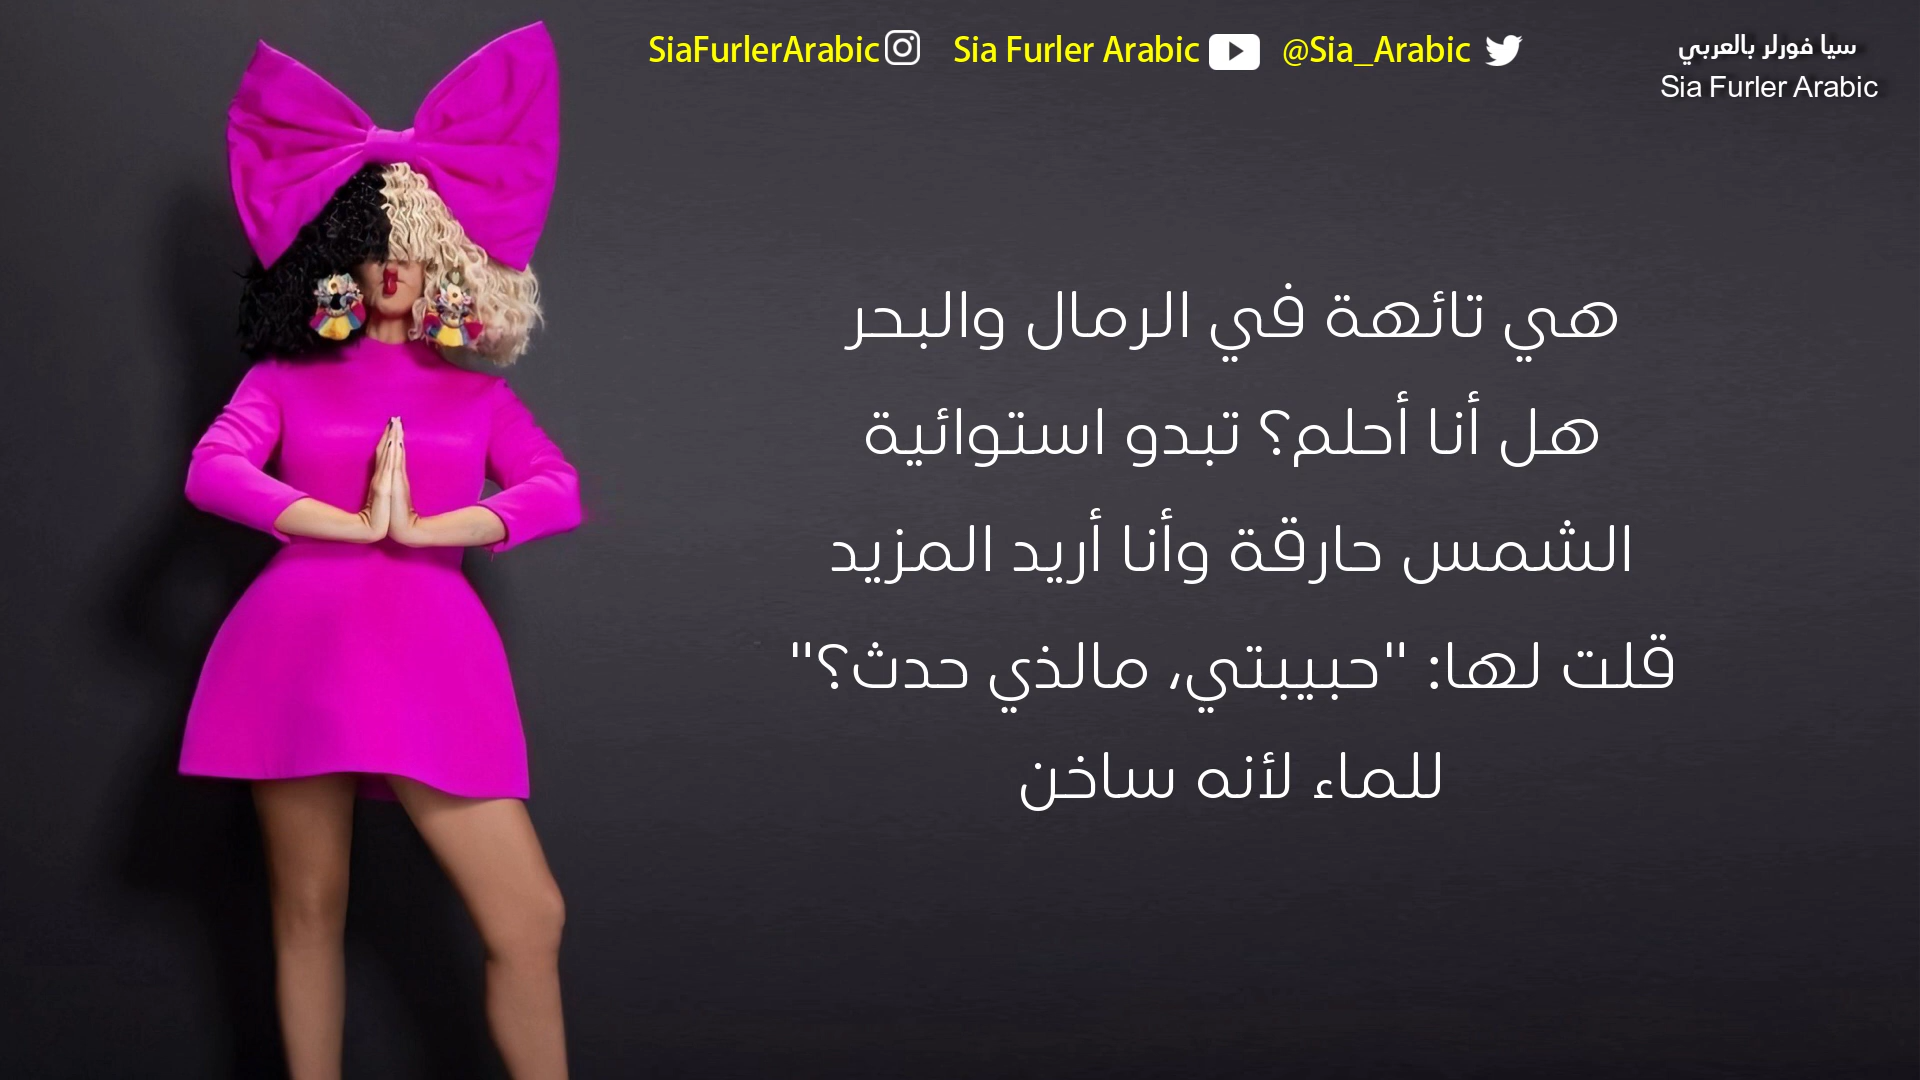 SiaFurlerArabic Sia Furler Arabic @Sia_Arabic
سيا فورلر بالعربي
Sia Furler Arabic
هي تائهة في الرمال والبحر
هل أنا أحلم؟ تبدو استوائية
الشمس حارقة وأنا أريد المزيد
قلت لها: "حبيبتي، مالذي حدث؟"
للماء لأنه ساخن